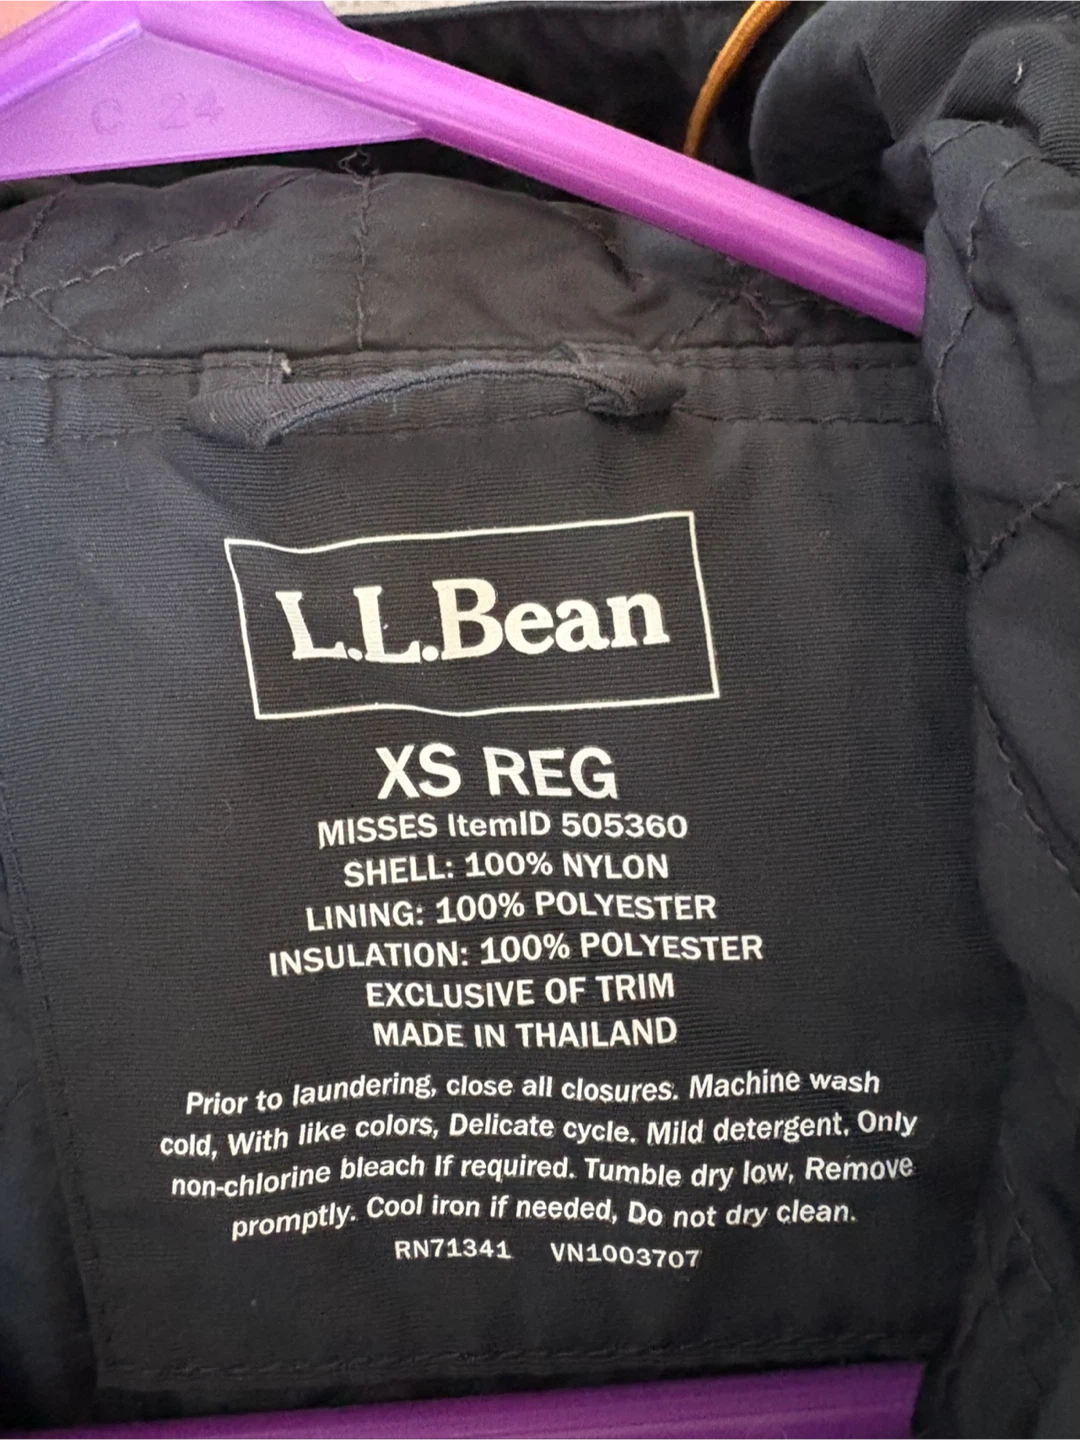 C 24
L.L.Bean
XS REG
MISSES ItemID 505360
SHELL: 100% NYLON
LINING: 100% POLYESTER
INSULATION: 100% POLYESTER
EXCLUSIVE OF TRIM
MADE IN THAILAND
Prior to laundering, close all closures. Machine wash
cold, With like colors, Delicate cycle. Mild detergent, Only
non-chlorine bleach If required. Tumble dry low, Remove
promptly. Cool iron if needed, Do not dry clean.
RN71341 VN1003707